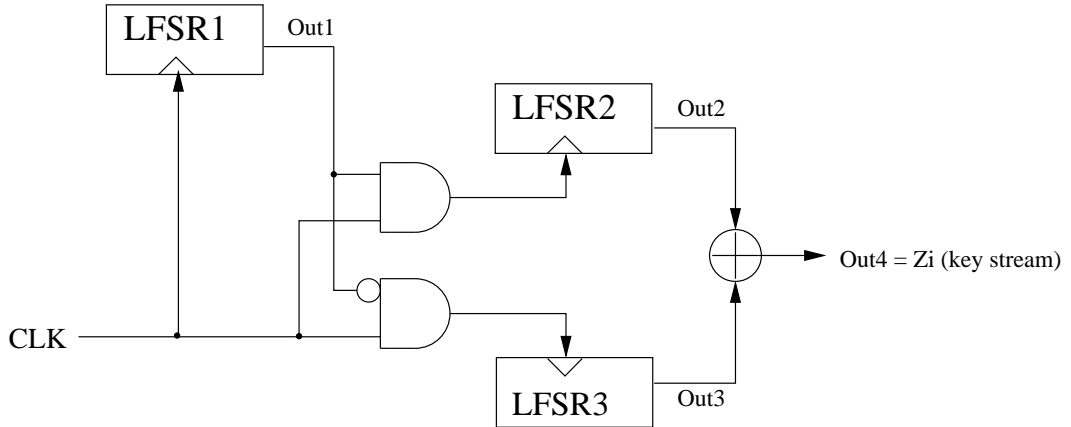 LFSR1
Out1
LFSR2
Out2
Out4 = Zi (key stream)
CLK
LFSR3
Out3